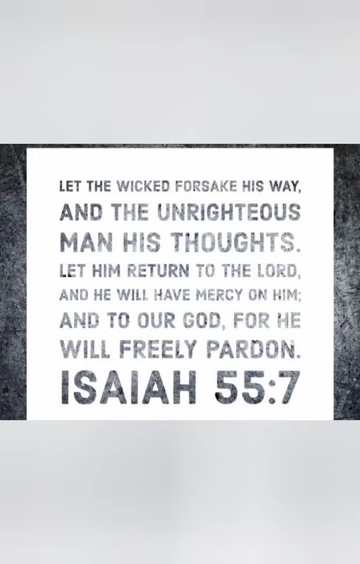 LET THE WICKED FORSAKE HIS WAY,
AND THE UNRIGHTEOUS
MAN HIS THOUGHTS.
LET HIM RETURN TO THE LORD,
AND HE WILL HAVE MERCY ON HIM;
AND TO OUR GOD, FOR HE
WILL FREELY PARDON.
ISAIAH 55:7